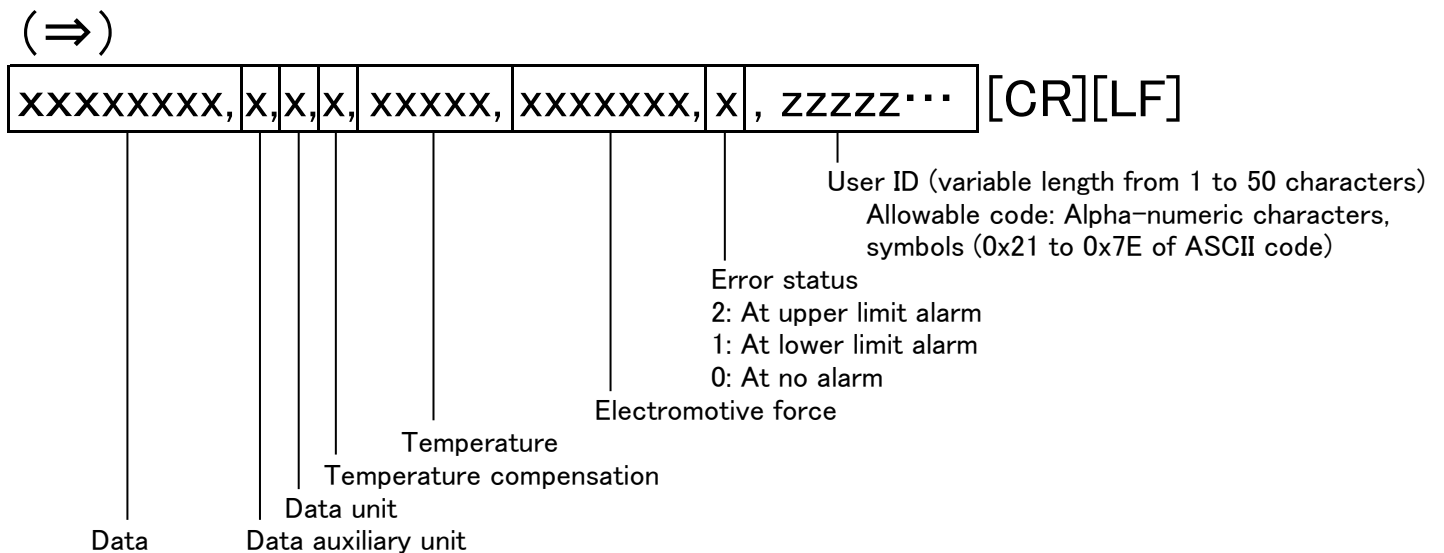 (⇒)
xxxxxxxx, x, x, x, xxxxx, xxxxxxx, x , zzzzz··· [CR][LF]
User ID (variable length from 1 to 50 characters)
Allowable code: Alpha-numeric characters,
symbols (0x21 to 0x7E of ASCII code)
Error status
2: At upper limit alarm
1: At lower limit alarm
0: At no alarm
Electromotive force
Temperature
Temperature compensation
Data unit
Data Data auxiliary unit